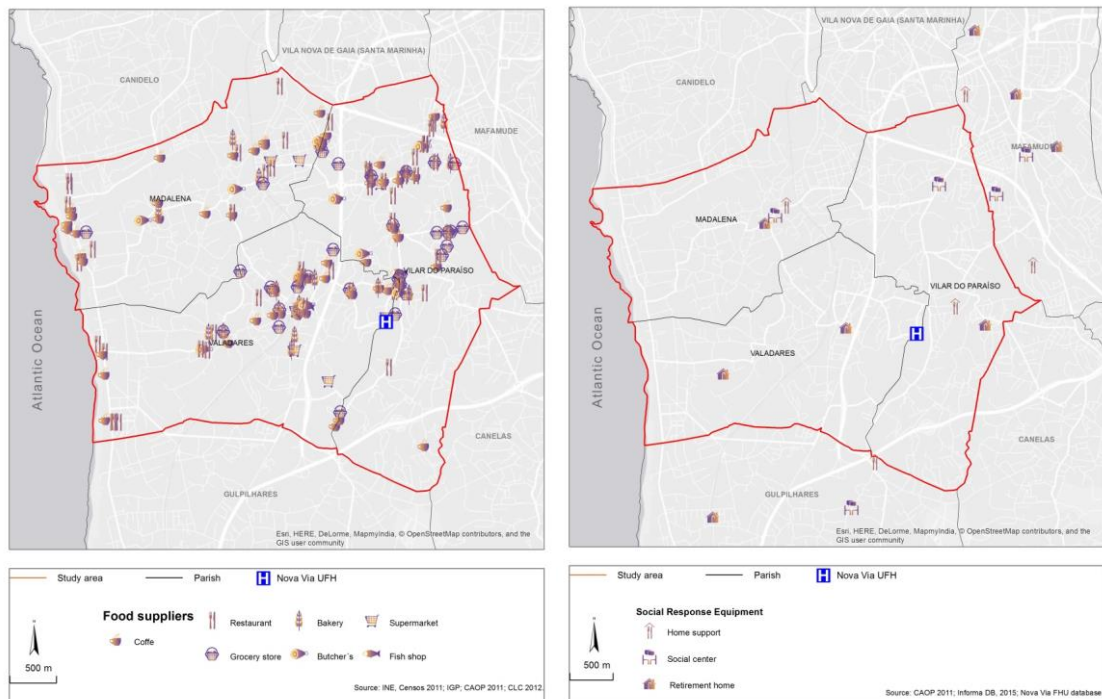 VILA NOVA DE GAIA (SANTA MARINHA)
CANIDELO
MAFAMUDE
MADALENA
VILAR DO PARAÍSO
VALADARES
Atlantic Ocean
CANELAS
GULPILHARES
Esri, HERE, DeLorme, MapmyIndia, © OpenStreetMap contributors, and the
GIS user community
Study area
Parish
H Nova Via UFH
Food suppliers
Restaurant
Bakery
Supermarket
Coffe
Grocery store
Butcher´s
Fish shop
500 m
Source: INE, Censos 2011; IGP; CAOP 2011; CLC 2012.
VILA NOVA DE GAIA (SANTA MARINHA)
CANIDELO
MAFAMUDE
MADALENA
VILAR DO PARAÍSO
H
VALADARES
Atlantic Ocean
CANELAS
GULPILHARES
Esri, HERE, DeLorme, MapmyIndia, © OpenStreetMap contributors, and the
GIS user community
Study area
Parish
H Nova Via UFH
Social Response Equipment
Home support
Social center
Retirement home
500 m
Source: CAOP 2011; Informa DB, 2015; Nova Via FHU database